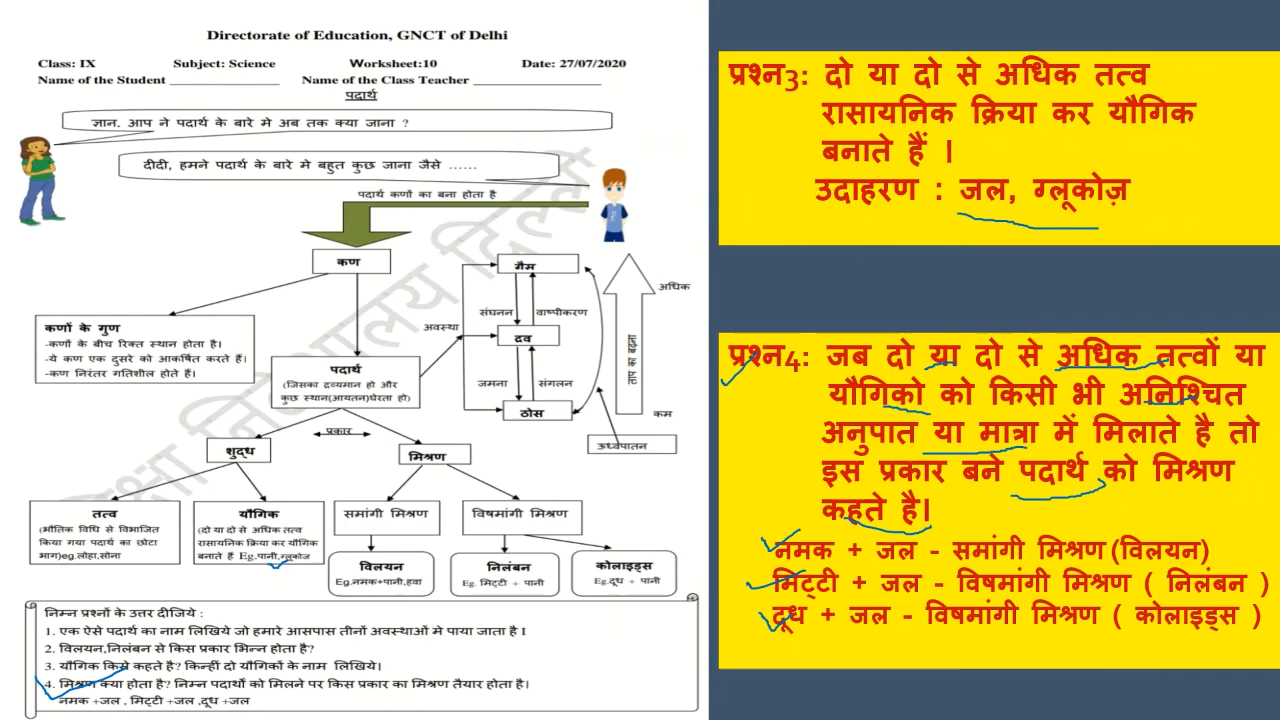 Directorate of Education, GNCT of Delhi
Class: IX Subject: Science Worksheet:10 Date: 27/07/2020
Name of the Student ________________ Name of the Class Teacher ___________________
पदार्थ
ज्ञान. आप ने पदार्थ के बारे मे अब तक क्या जाना ?
दीदी, हमने पदार्थ के बारे मे बहुत कुछ जाना जैसे ……
पदार्थ कणों का बना होता है
कण
गैस
अधिक
संघनन वाष्पीकरण
अवस्था
द्रव
ताप का बढ़ना
जमना संगलन
ठोस
कम
ऊर्ध्वपातन
कणों के गुण
-कणों के बीच रिक्त स्थान होता है।
-ये कण एक दुसरे को आकर्षित करते हैं।
-कण निरंतर गतिशील होते हैं।
पदार्थ
(जिसका द्रव्यमान हो और
कुछ स्थान(आयतन)घेरता हो)
प्रकार
शुद्ध
मिश्रण
तत्व
(भौतिक विधि से विभाजित
किया गया पदार्थ का छोटा
भाग)eg.लोहा,सोना
यौगिक
(दो या दो से अधिक तत्व
रासायनिक क्रिया कर यौगिक
बनाते हैं Eg.पानी,ग्लूकोज
समांगी मिश्रण
विषमांगी मिश्रण
विलयन
Eg.नमक+पानी,हवा
निलंबन
Eg. मिट्टी + पानी
कोलाइड्स
Eg.दूध + पानी
निम्न प्रश्नों के उत्तर दीजिये :
1. एक ऐसे पदार्थ का नाम लिखिये जो हमारे आसपास तीनों अवस्थाओं मे पाया जाता है I
2. विलयन,निलंबन से किस प्रकार भिन्न होता है?
3. यौगिक किसे कहते है? किन्हीं दो यौगिकों के नाम लिखिये।
4. मिश्रण क्या होता है? निम्न पदार्थो को मिलने पर किस प्रकार का मिश्रण तैयार होता है।
नमक +जल , मिट्टी +जल ,दूध +जल
प्रश्न3: दो या दो से अधिक तत्व
रासायनिक क्रिया कर यौगिक
बनाते हैं ।
उदाहरण : जल, ग्लूकोज़
प्रश्न4: जब दो या दो से अधिक तत्वों या
यौगिको को किसी भी अनिश्चित
अनुपात या मात्रा में मिलाते है तो
इस प्रकार बने पदार्थ को मिश्रण
कहते है।
नमक + जल - समांगी मिश्रण (विलयन)
मिट्टी + जल - विषमांगी मिश्रण ( निलंबन )
दूध + जल - विषमांगी मिश्रण ( कोलाइड्स )